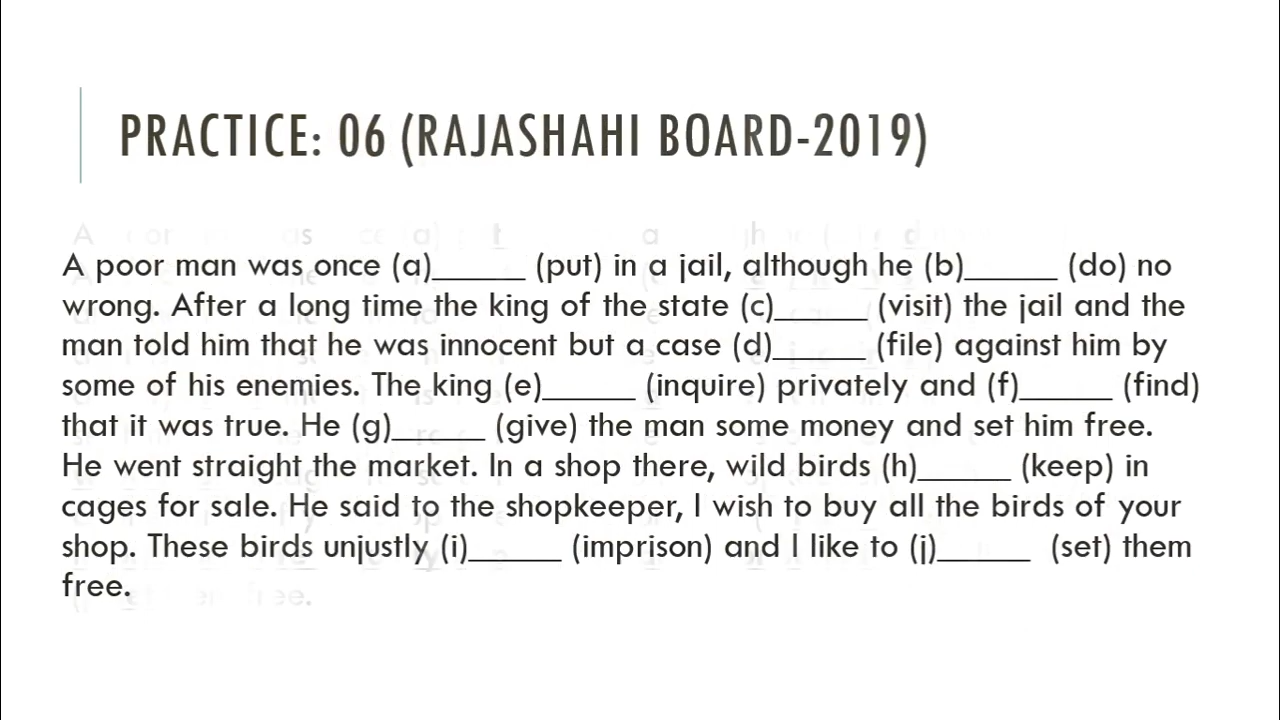 PRACTICE: 06 (RAJASHAHI BOARD-2019)
A poor man was once (a)______ (put) in a jail, although he (b)______ (do) no
wrong. After a long time the king of the state (c)______ (visit) the jail and the
man told him that he was innocent but a case (d)______ (file) against him by
some of his enemies. The king (e)______ (inquire) privately and (f)______ (find)
that it was true. He (g)______ (give) the man some money and set him free.
He went straight the market. In a shop there, wild birds (h)______ (keep) in
cages for sale. He said to the shopkeeper, I wish to buy all the birds of your
shop. These birds unjustly (i)______ (imprison) and I like to (j)______ (set) them
free.